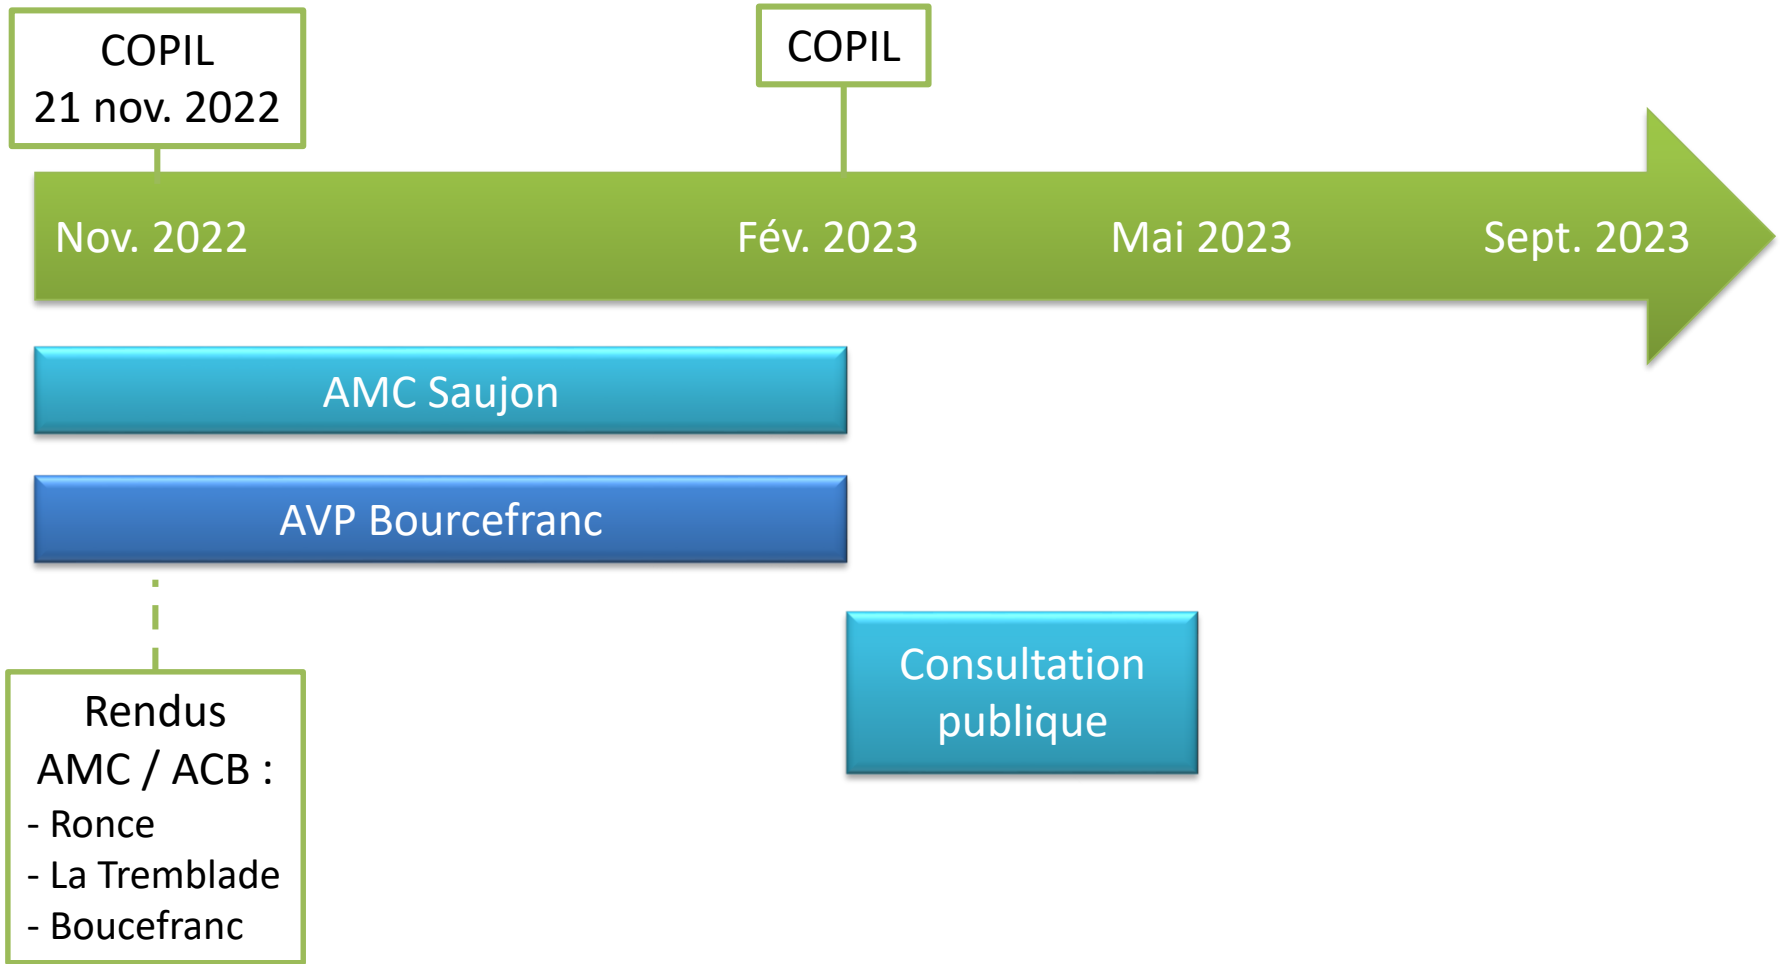 COPIL
21 nov. 2022
COPIL
Nov. 2022
Fév. 2023
Mai 2023
Sept. 2023
AMC Saujon
AVP Bourcefranc
Consultation
publique
Rendus
AMC / ACB :
- Ronce
- La Tremblade
- Boucefranc